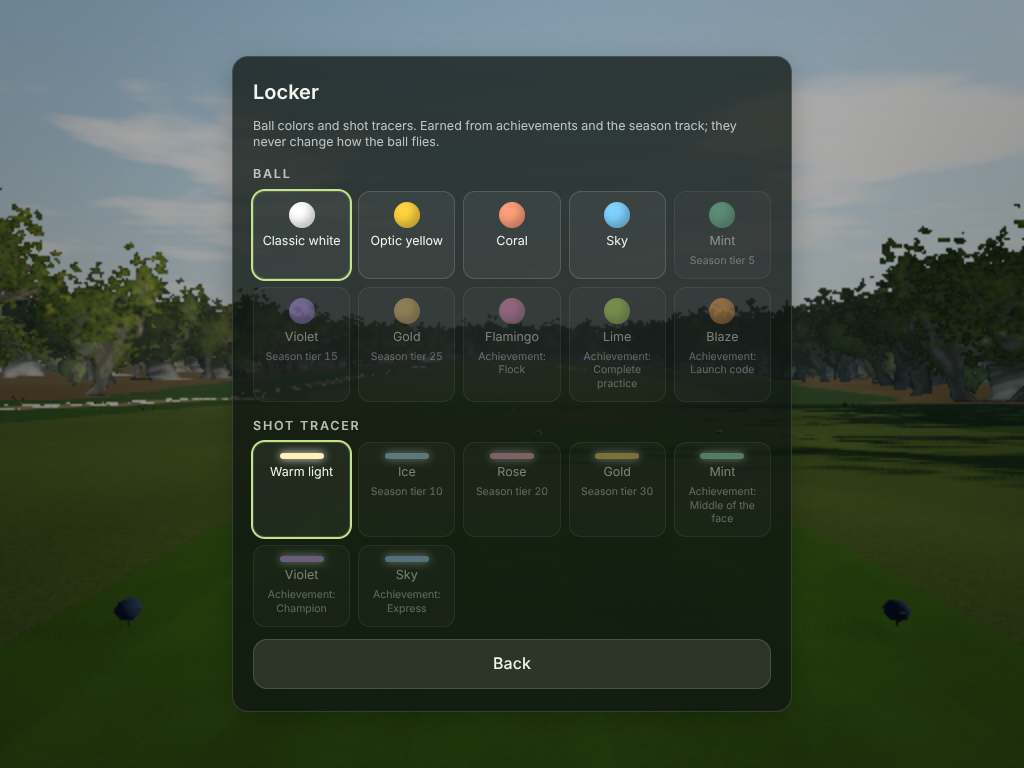 Locker
Ball colors and shot tracers. Earned from achievements and the season track; they
never change how the ball flies.
BALL
Classic white
Optic yellow
Coral
Sky
Mint
Season tier 5
Violet
Season tier 15
Gold
Season tier 25
Flamingo
Achievement:
Flock
Lime
Achievement:
Complete
practice
Blaze
Achievement:
Launch code
SHOT TRACER
Warm light
Ice
Season tier 10
Rose
Season tier 20
Gold
Season tier 30
Mint
Achievement:
Middle of the
face
Violet
Achievement:
Champion
Sky
Achievement:
Express
Back